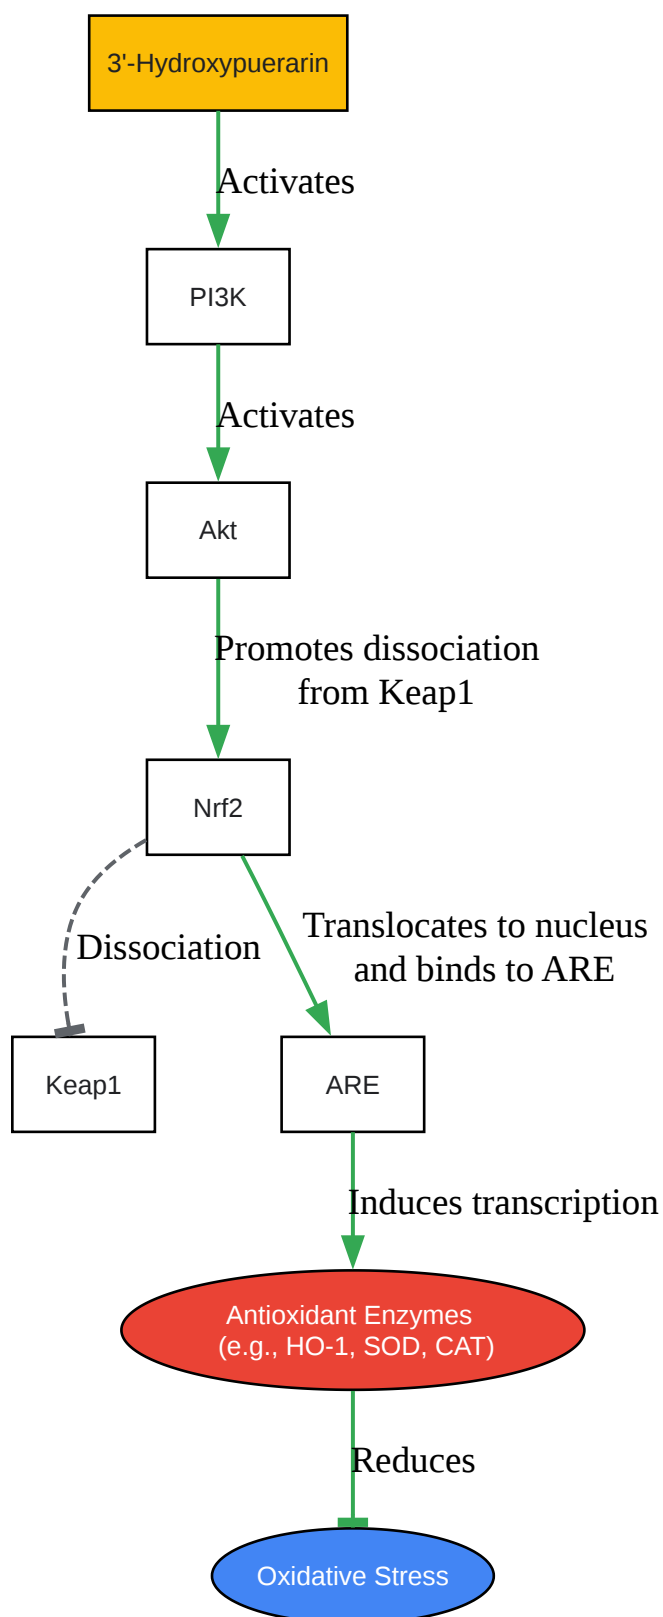 3'-Hydroxypuerarin
Activates
PI3K
Activates
Akt
Promotes dissociation
from Keap1
Nrf2
Dissociation
Translocates to nucleus
and binds to ARE
Keap1
ARE
Induces transcription
Antioxidant Enzymes
(e.g., HO-1, SOD, CAT)
Reduces
Oxidative Stress